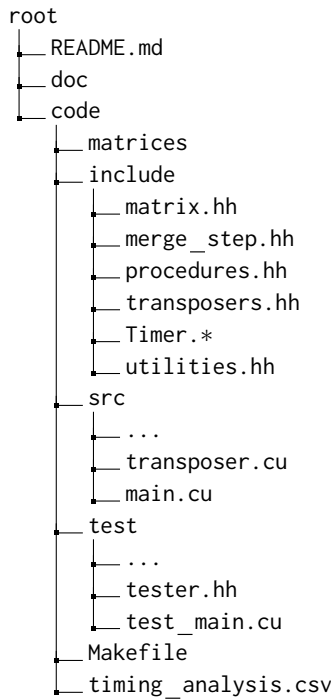 root
README.md
doc
code
matrices
include
matrix.hh
merge_step.hh
procedures.hh
transposers.hh
Timer.*
utilities.hh
src
...
transposer.cu
main.cu
test
...
tester.hh
test_main.cu
Makefile
timing_analysis.csv